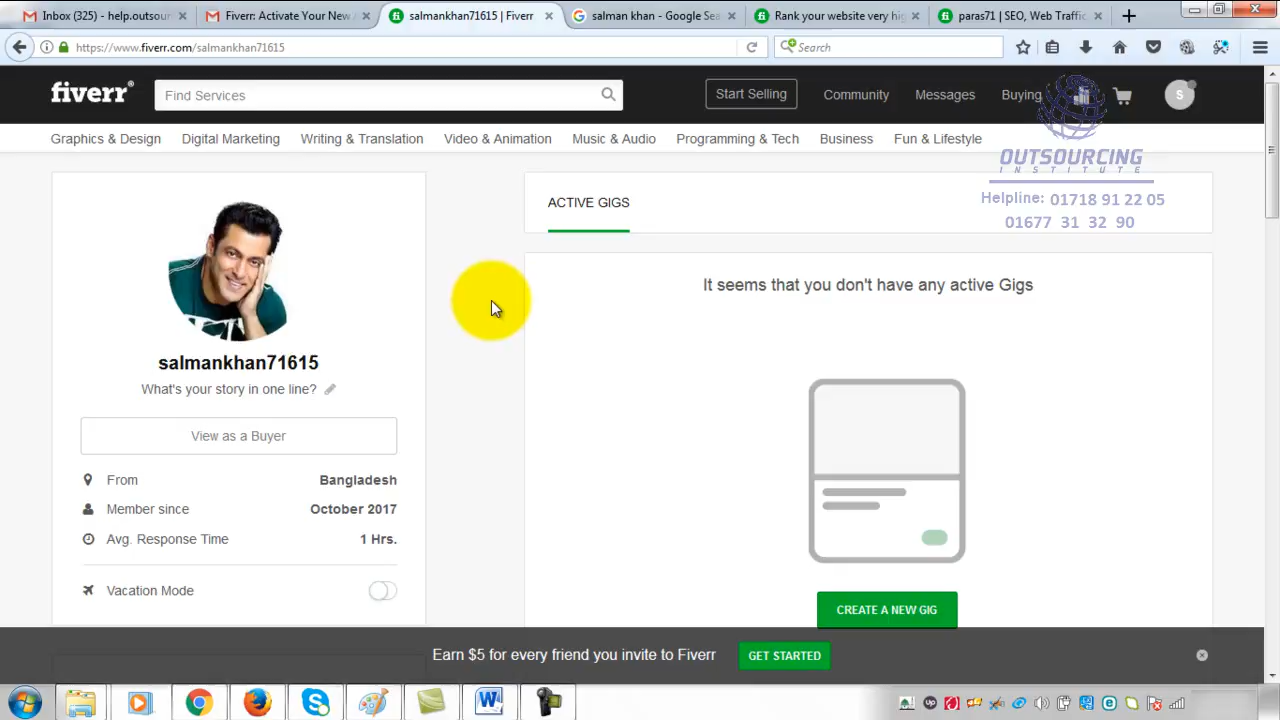 Inbox (325) - help.outsour
Fiverr: Activate Your New A
salmankhan71615 | Fiverr
salman khan - Google Sea
Rank your website very hig
paras71 | SEO, Web Traffic
https://www.fiverr.com/salmankhan71615
Search
fiverr
Find Services
Start Selling
Community
Messages
Buying
S
Graphics & Design
Digital Marketing
Writing & Translation
Video & Animation
Music & Audio
Programming & Tech
Business
Fun & Lifestyle
OUTSOURCING
INSTITUTE
Helpline: 01718 91 22 05
01677 31 32 90
ACTIVE GIGS
It seems that you don't have any active Gigs
salmankhan71615
What's your story in one line?
View as a Buyer
From Bangladesh
Member since October 2017
Avg. Response Time 1 Hrs.
Vacation Mode
CREATE A NEW GIG
Earn $5 for every friend you invite to Fiverr
GET STARTED